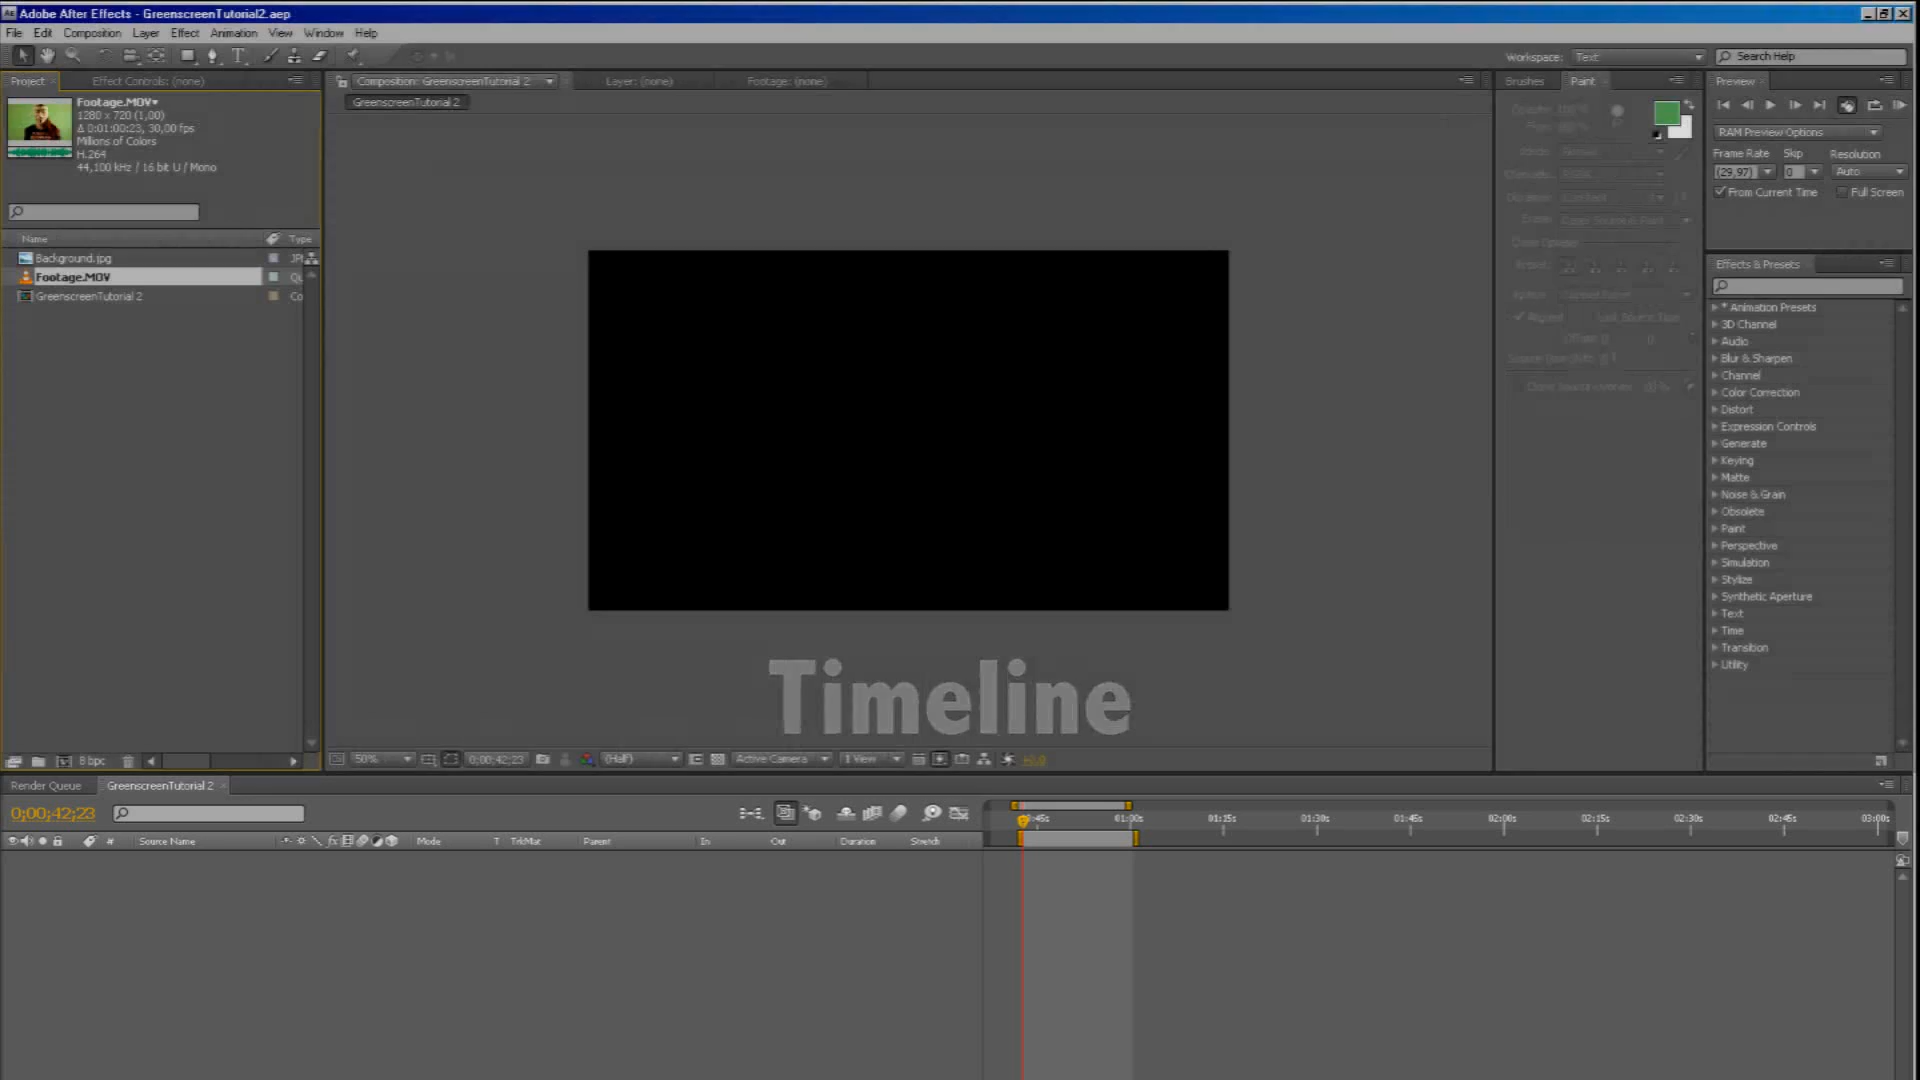 Adobe After Effects - GreenscreenTutorial2.aep
File Edit Composition Layer Effect Animation View Window Help
Workspace: Text
Search Help
Project
Effect Controls: (none)
Composition: GreenscreenTutorial 2
Layer: (none)
Footage: (none)
Brushes
Paint
Preview
GreenscreenTutorial 2
Footage.MOV
1280 x 720 (1,00)
Δ 0:01:00:23, 30,00 fps
Millions of Colors
H.264
44,100 kHz / 16 bit U / Mono
RAM Preview Options
Frame Rate Skip Resolution
(29,97) 0 Auto
From Current Time Full Screen
Name Type
Background.jpg
Footage.MOV
GreenscreenTutorial 2 Co
Aligned
Effects & Presets
* Animation Presets
3D Channel
Audio
Blur & Sharpen
Channel
Color Correction
Distort
Expression Controls
Generate
Keying
Matte
Noise & Grain
Obsolete
Paint
Perspective
Simulation
Stylize
Synthetic Aperture
Text
Time
Transition
Utility
Timeline
8 bpc
50%
0;00;42;23
(Half)
Active Camera
1 View
+0,0
Render Queue
GreenscreenTutorial 2
0;00;42;23
# Source Name Mode T TrkMat Parent In Out Duration Stretch
0:45s 01:00s 01:15s 01:30s 01:45s 02:00s 02:15s 02:30s 02:45s 03:00s